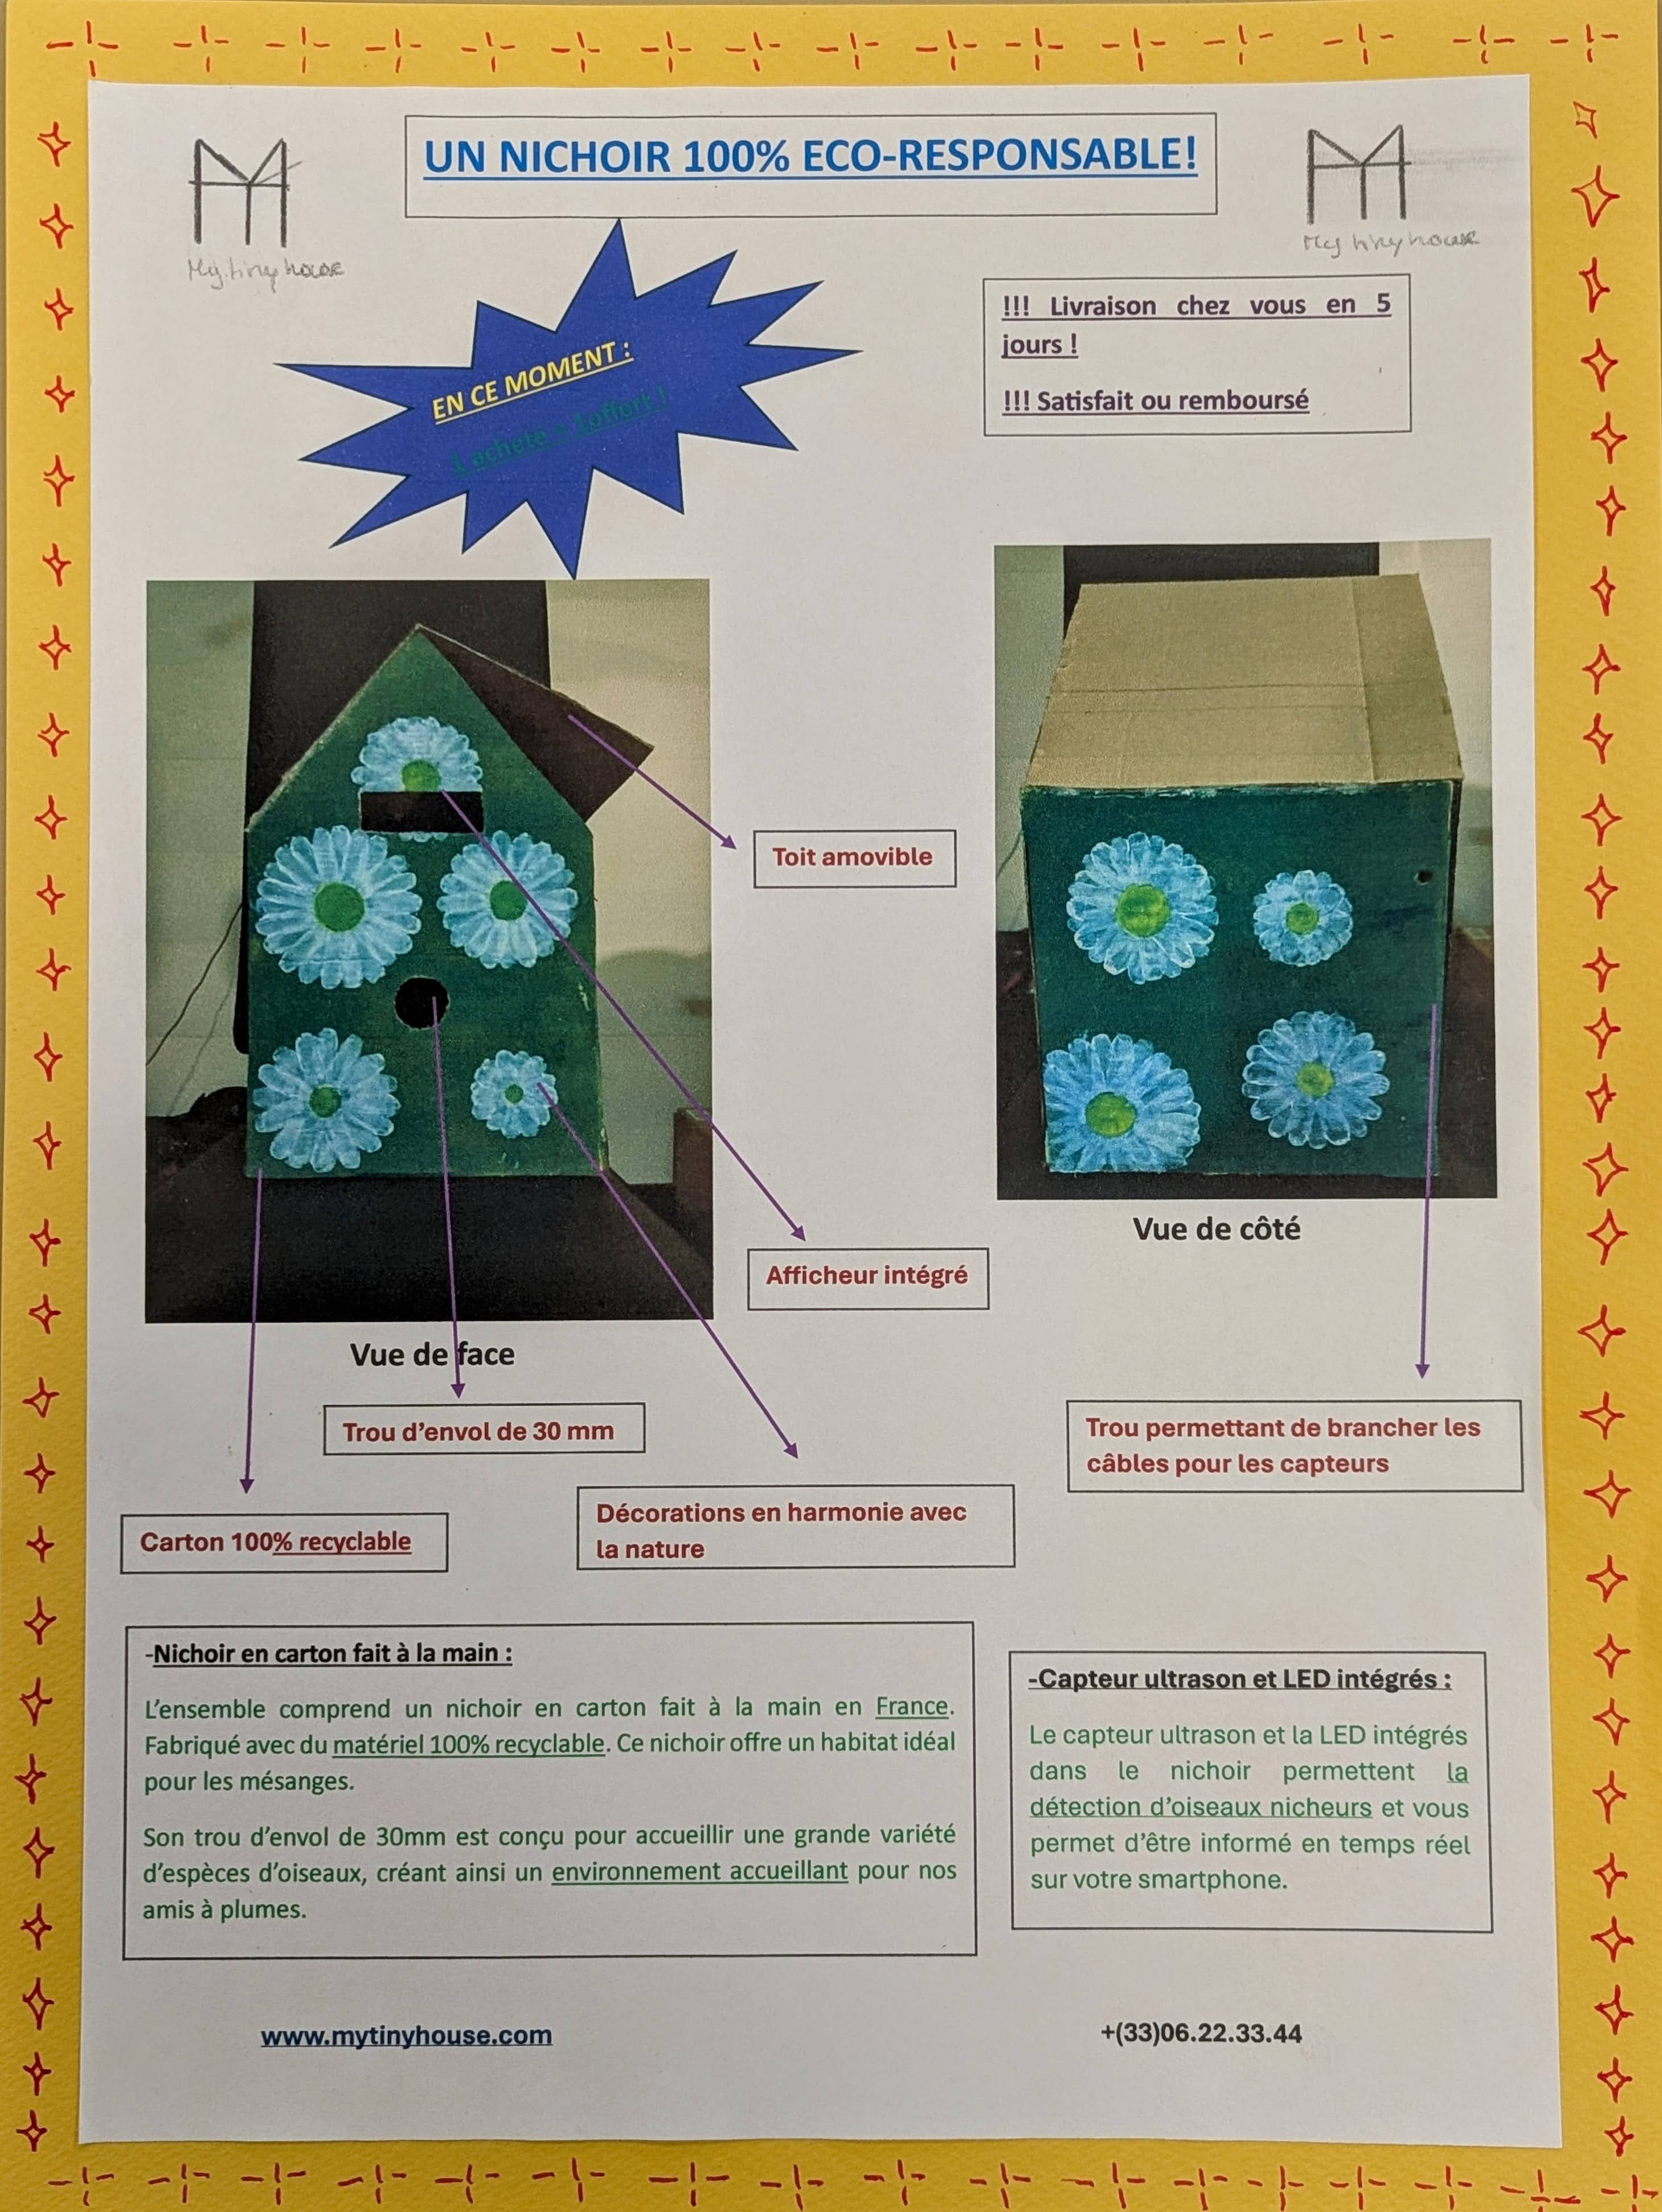 UN NICHOIR 100% ECO-RESPONSABLE!
My tiny house
My tiny house
EN CE MOMENT :
1 acheté = 1offert !
!!! Livraison chez vous en 5
jours !
!!! Satisfait ou remboursé
Toit amovible
Afficheur intégré
Vue de côté
Vue de face
Trou d’envol de 30 mm
Trou permettant de brancher les
câbles pour les capteurs
Décorations en harmonie avec
la nature
Carton 100% recyclable
-Nichoir en carton fait à la main :
L’ensemble comprend un nichoir en carton fait à la main en France.
Fabriqué avec du matériel 100% recyclable. Ce nichoir offre un habitat idéal
pour les mésanges.
Son trou d’envol de 30mm est conçu pour accueillir une grande variété
d’espèces d’oiseaux, créant ainsi un environnement accueillant pour nos
amis à plumes.
-Capteur ultrason et LED intégrés :
Le capteur ultrason et la LED intégrés
dans le nichoir permettent la
détection d’oiseaux nicheurs et vous
permet d’être informé en temps réel
sur votre smartphone.
www.mytinyhouse.com
+(33)06.22.33.44